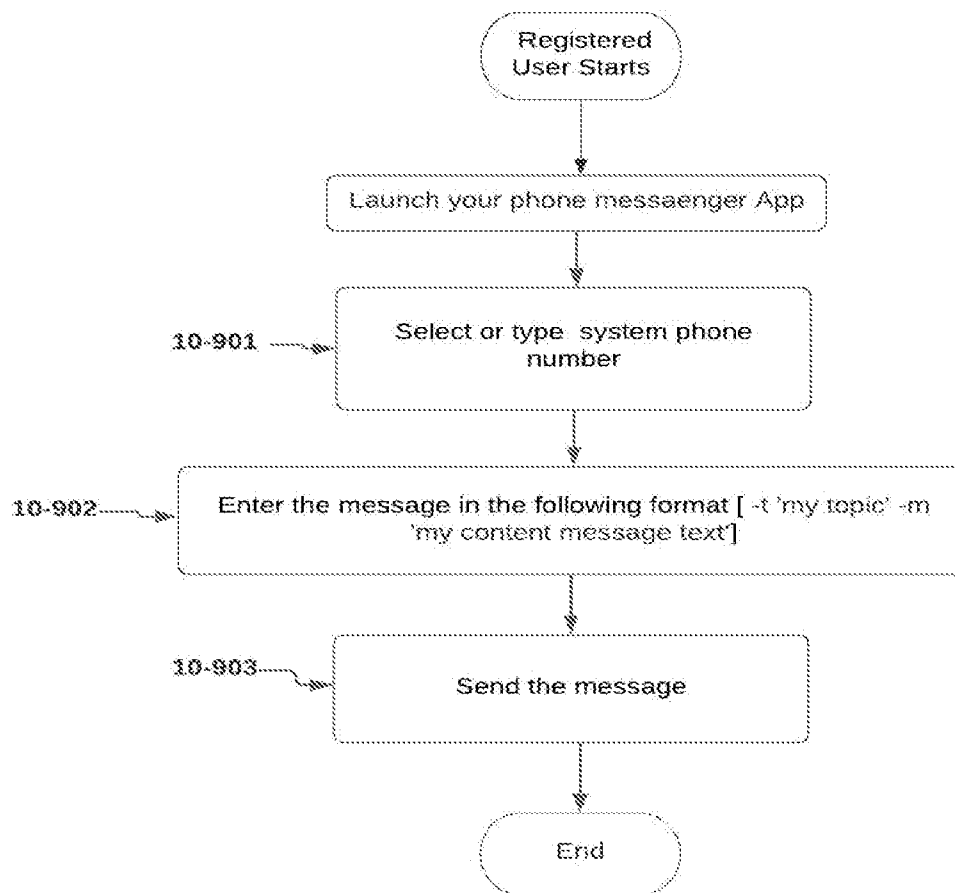 Registered
User Starts
Launch your phone messaenger App
10-901
Select or type system phone
number
10-902
Enter the message in the following format [ -t 'my topic' -m
'my content message text']
10-903
Send the message
End